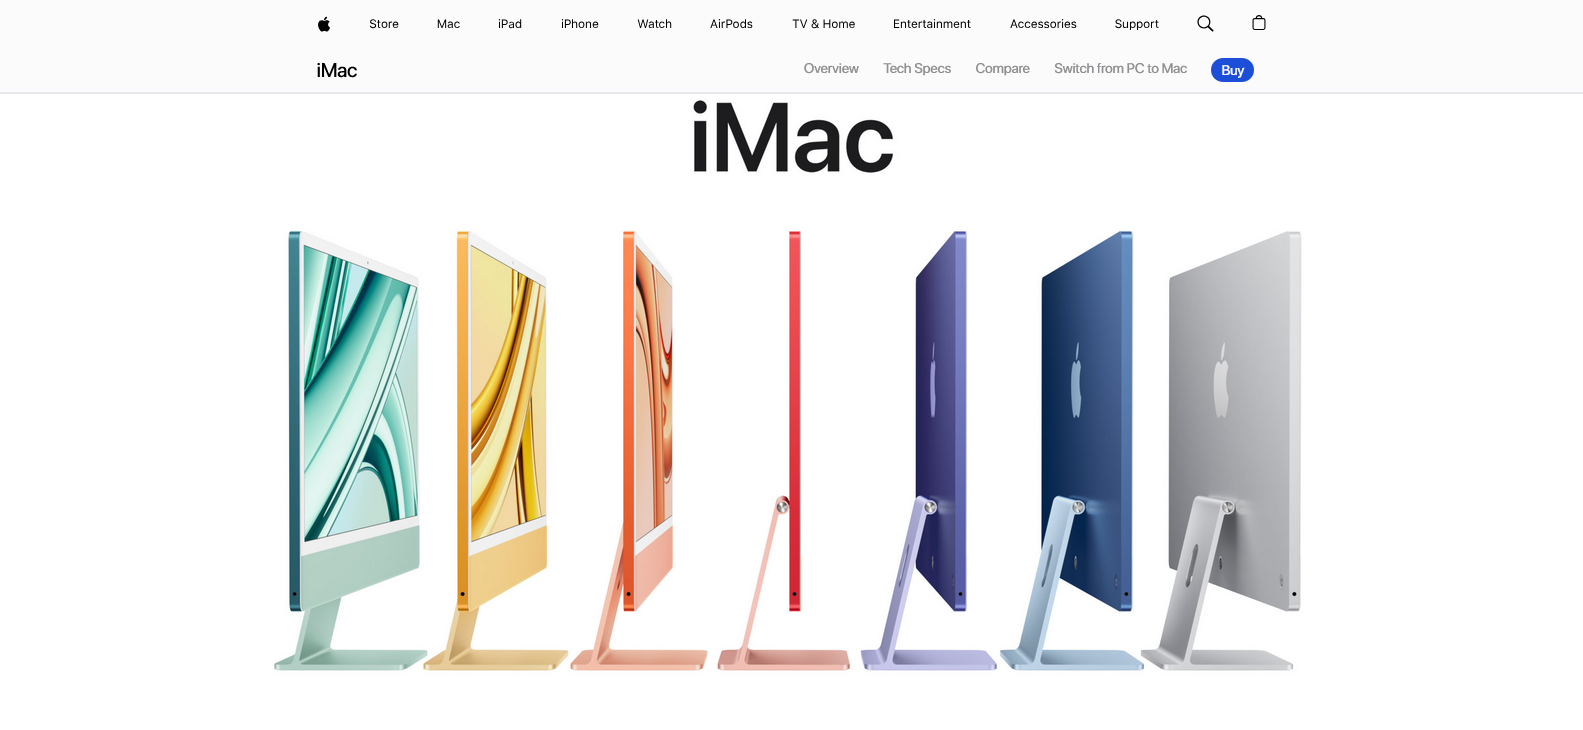 Store Mac iPad iPhone Watch AirPods TV & Home Entertainment Accessories Support
iMac Overview Tech Specs Compare Switch from PC to Mac Buy
iMac